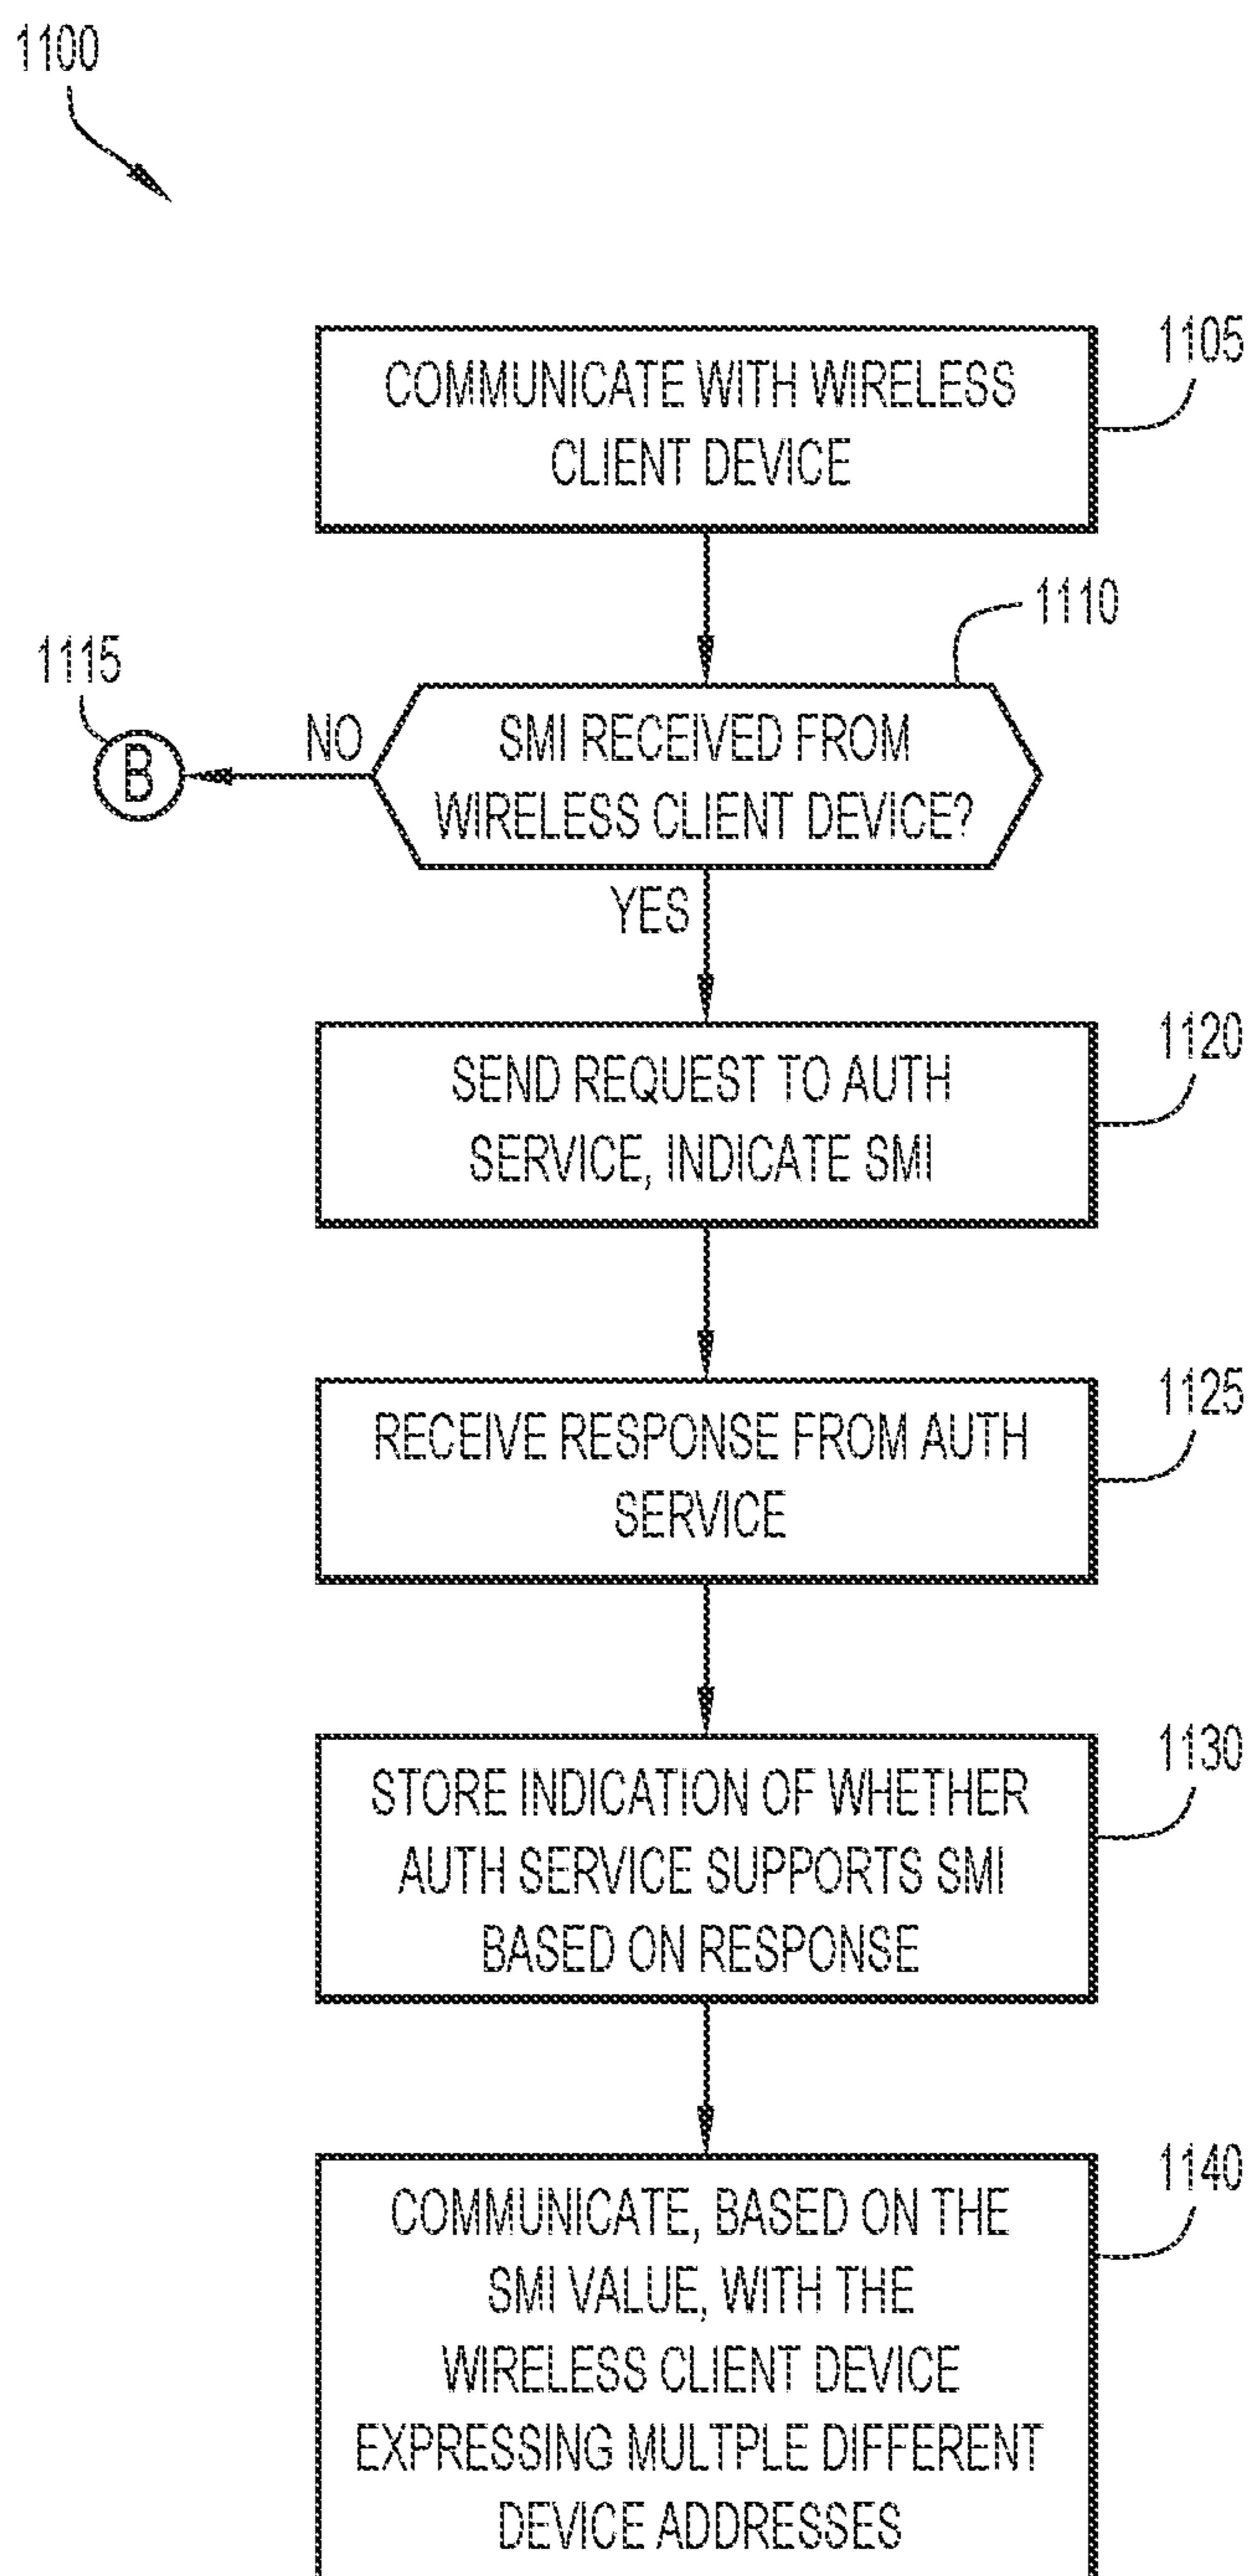 1100
COMMUNICATE WITH WIRELESS
CLIENT DEVICE
1105
1110
1115
B
NO
SMI RECEIVED FROM
WIRELESS CLIENT DEVICE?
YES
SEND REQUEST TO AUTH
SERVICE, INDICATE SMI
1120
RECEIVE RESPONSE FROM AUTH
SERVICE
1125
STORE INDICATION OF WHETHER
AUTH SERVICE SUPPORTS SMI
BASED ON RESPONSE
1130
COMMUNICATE, BASED ON THE
SMI VALUE, WITH THE
WIRELESS CLIENT DEVICE
EXPRESSING MULTPLE DIFFERENT
DEVICE ADDRESSES
1140